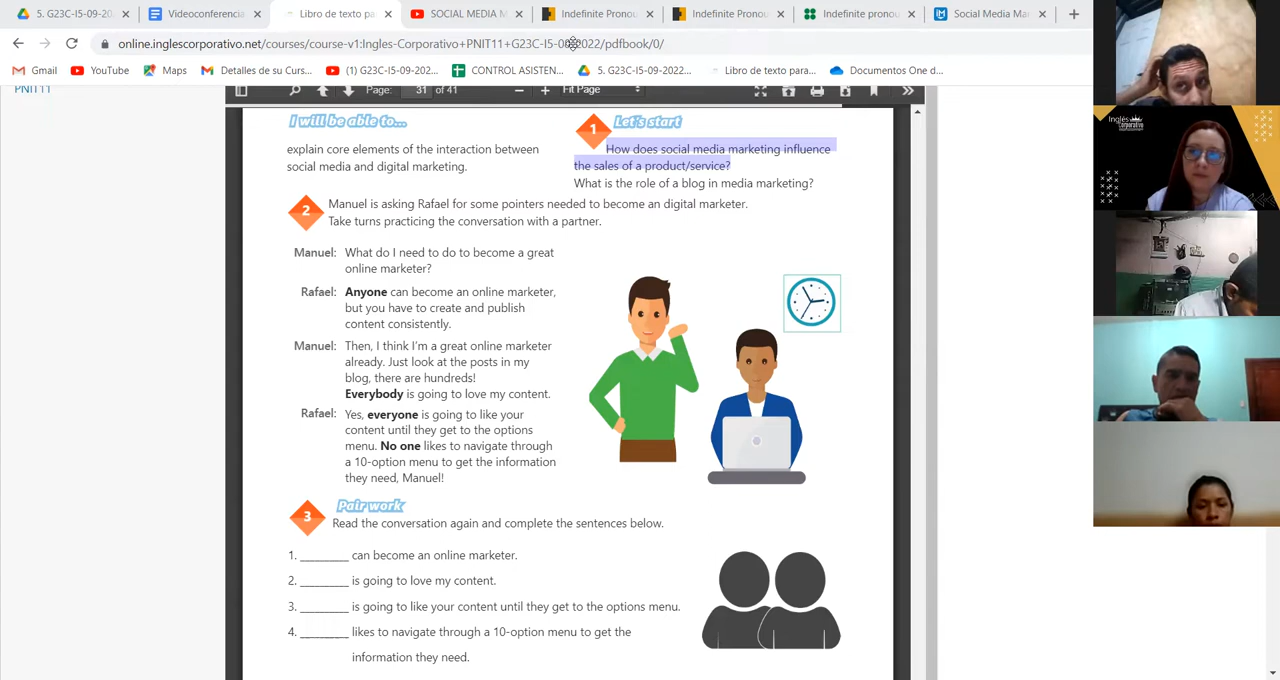 5. G23C-I5-09-20
Videoconferencia
Libro de texto pa
SOCIAL MEDIA M
Indefinite Pronou
Indefinite Pronou
Indefinite pronou
Social Media Ma
online.inglescorporativo.net/courses/course-v1:Ingles-Corporativo+PNIT11+G23C-I5-09-2022/pdfbook/0/
Gmail
YouTube
Maps
Detalles de su Curs...
(1) G23C-I5-09-202...
CONTROL ASISTEN...
5. G23C-I5-09-2022...
Libro de texto para...
Documentos One d...
PNIT11
Page: 31 of 41
Fit Page
I will be able to...
explain core elements of the interaction between
social media and digital marketing.
1 Let's start
How does social media marketing influence
the sales of a product/service?
What is the role of a blog in media marketing?
2 Manuel is asking Rafael for some pointers needed to become an digital marketer.
Take turns practicing the conversation with a partner.
Manuel: What do I need to do to become a great
online marketer?
Rafael: Anyone can become an online marketer,
but you have to create and publish
content consistently.
Manuel: Then, I think I'm a great online marketer
already. Just look at the posts in my
blog, there are hundreds!
Everybody is going to love my content.
Rafael: Yes, everyone is going to like your
content until they get to the options
menu. No one likes to navigate through
a 10-option menu to get the information
they need, Manuel!
3 Pair work
Read the conversation again and complete the sentences below.
1. ________ can become an online marketer.
2. ________ is going to love my content.
3. ________ is going to like your content until they get to the options menu.
4. ________ likes to navigate through a 10-option menu to get the
information they need.
Inglés
Corporativo